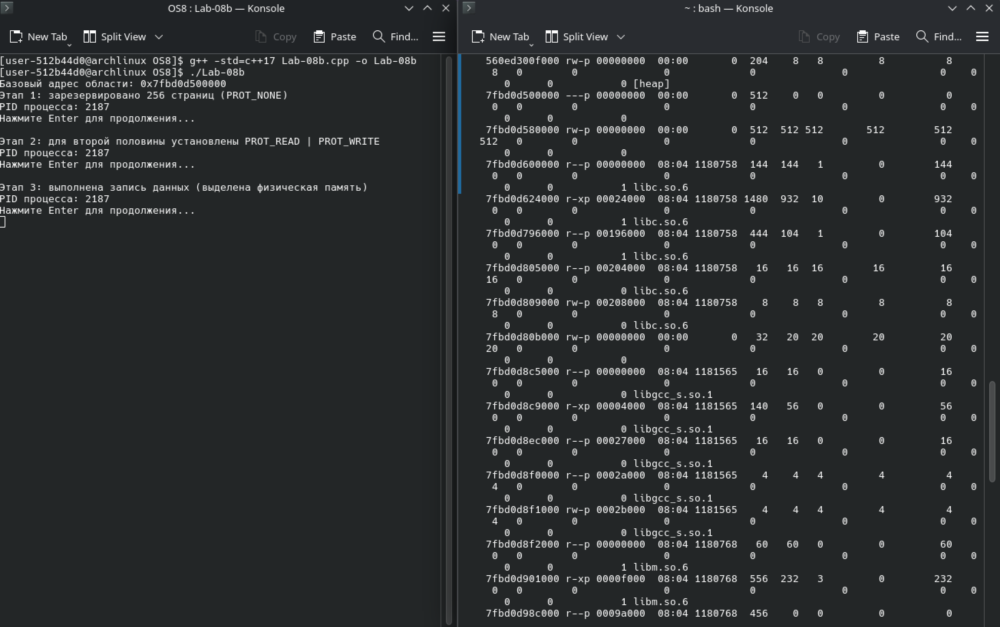 OS8 : Lab-08b — Konsole
New Tab
Split View
Copy
Paste
Find...
[user-512b44d0@archlinux OS8]$ g++ -std=c++17 Lab-08b.cpp -o Lab-08b
[user-512b44d0@archlinux OS8]$ ./Lab-08b
Базовый адрес области: 0x7fbd0d500000
Этап 1: зарезервировано 256 страниц (PROT_NONE)
PID процесса: 2187
Нажмите Enter для продолжения...
Этап 2: для второй половины установлены PROT_READ | PROT_WRITE
PID процесса: 2187
Нажмите Enter для продолжения...
Этап 3: выполнена запись данных (выделена физическая память)
PID процесса: 2187
Нажмите Enter для продолжения...
~ : bash — Konsole
New Tab
Split View
Copy
Paste
Find...
560ed300f000 rw-p 00000000 00:00 0 204 8 8 8 8
8 0 0 0 0 0 0 0
0 0 0 [heap]
7fbd0d500000 ---p 00000000 00:00 0 512 0 0 0 0
0 0 0 0 0 0 0 0
0 0 0
7fbd0d580000 rw-p 00000000 00:00 0 512 512 512 512 512
512 0 0 0 0 0 0 0
0 0 0
7fbd0d600000 r--p 00000000 08:04 1180758 144 144 1 0 144
0 0 0 0 0 0 0 0
0 0 1 libc.so.6
7fbd0d624000 r-xp 00024000 08:04 1180758 1480 932 10 0 932
0 0 0 0 0 0 0 0
0 0 1 libc.so.6
7fbd0d796000 r--p 00196000 08:04 1180758 444 104 1 0 104
0 0 0 0 0 0 0 0
0 0 1 libc.so.6
7fbd0d805000 r--p 00204000 08:04 1180758 16 16 16 16 16
16 0 0 0 0 0 0 0
0 0 0 libc.so.6
7fbd0d809000 rw-p 00208000 08:04 1180758 8 8 8 8 8
8 0 0 0 0 0 0 0
0 0 0 libc.so.6
7fbd0d80b000 rw-p 00000000 00:00 0 32 20 20 20 20
20 0 0 0 0 0 0 0
0 0 0
7fbd0d8c5000 r--p 00000000 08:04 1181565 16 16 0 0 16
0 0 0 0 0 0 0 0
0 0 0 libgcc_s.so.1
7fbd0d8c9000 r-xp 00004000 08:04 1181565 140 56 0 0 56
0 0 0 0 0 0 0 0
0 0 0 libgcc_s.so.1
7fbd0d8ec000 r--p 00027000 08:04 1181565 16 16 0 0 16
0 0 0 0 0 0 0 0
0 0 0 libgcc_s.so.1
7fbd0d8f0000 r--p 0002a000 08:04 1181565 4 4 4 4 4
4 0 0 0 0 0 0 0
0 0 0 libgcc_s.so.1
7fbd0d8f1000 rw-p 0002b000 08:04 1181565 4 4 4 4 4
4 0 0 0 0 0 0 0
0 0 0 libgcc_s.so.1
7fbd0d8f2000 r--p 00000000 08:04 1180768 60 60 0 0 60
0 0 0 0 0 0 0 0
0 0 1 libm.so.6
7fbd0d901000 r-xp 0000f000 08:04 1180768 556 232 3 0 232
0 0 0 0 0 0 0 0
0 0 1 libm.so.6
7fbd0d98c000 r--p 0009a000 08:04 1180768 456 0 0 0 0